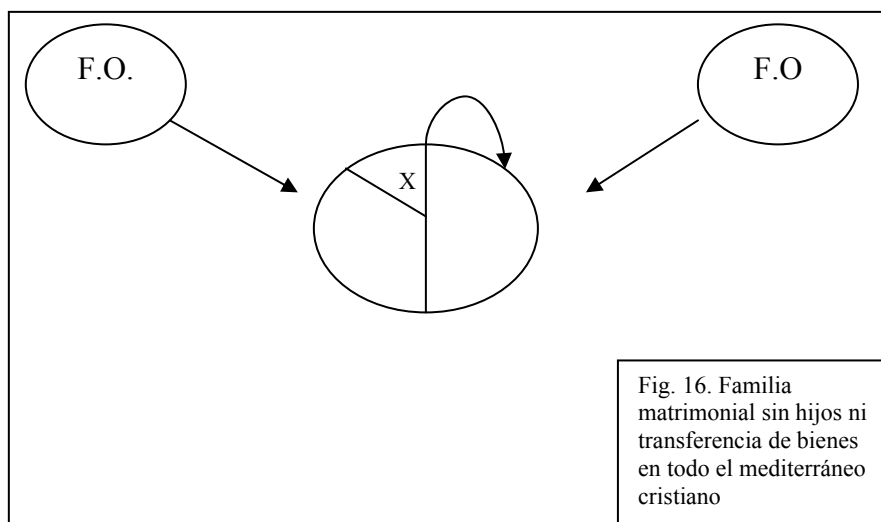 F.O.
F.O
X
Fig. 16. Familia
matrimonial sin hijos ni
transferencia de bienes
en todo el mediterráneo
cristiano